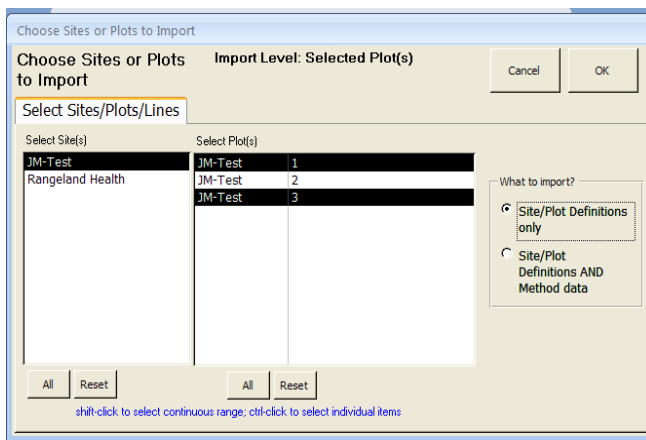 Choose Sites or Plots to Import
Choose Sites or Plots
to Import
Import Level: Selected Plot(s)
Cancel
OK
Select Sites/Plots/Lines
Select Site(s)
Select Plot(s)
JM-Test
Rangeland Health
JM-Test 1
JM-Test 2
JM-Test 3
What to import?
Site/Plot Definitions
only
Site/Plot
Definitions AND
Method data
All
Reset
All
Reset
shift-click to select continuous range; ctrl-click to select individual items